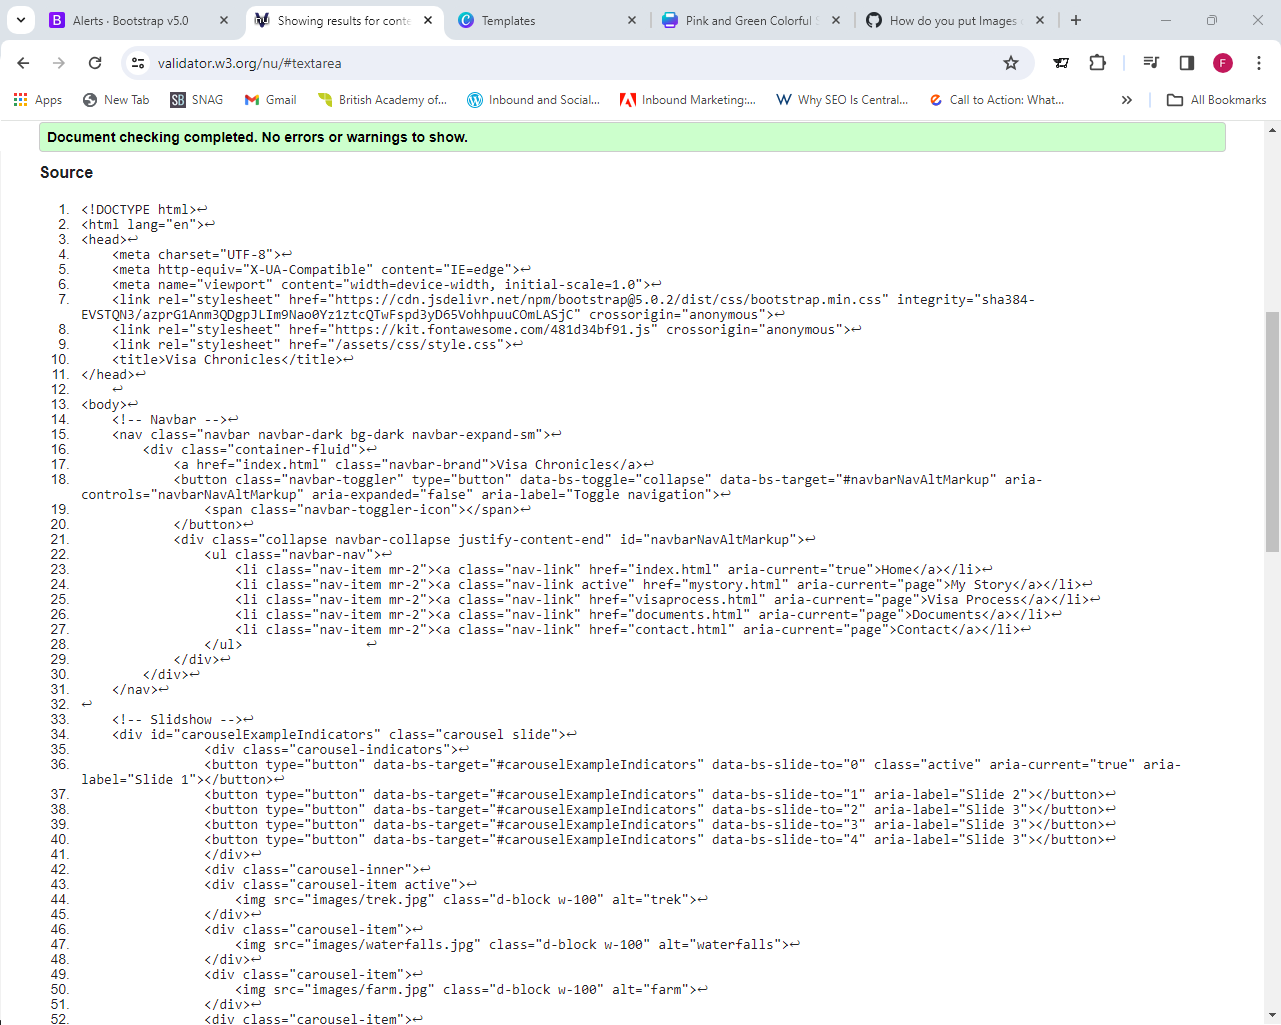 Alerts · Bootstrap v5.0
Showing results for conte
Templates
Pink and Green Colorful
How do you put Images
validator.w3.org/nu/#textarea
F
Apps
New Tab
SNAG
Gmail
British Academy of...
Inbound and Social...
Inbound Marketing:...
Why SEO Is Central...
Call to Action: What...
»
All Bookmarks
Document checking completed. No errors or warnings to show.
Source
1. <!DOCTYPE html>↩
2. <html lang="en">↩
3. <head>↩
4. <meta charset="UTF-8">↩
5. <meta http-equiv="X-UA-Compatible" content="IE=edge">↩
6. <meta name="viewport" content="width=device-width, initial-scale=1.0">↩
7. <link rel="stylesheet" href="https://cdn.jsdelivr.net/npm/bootstrap@5.0.2/dist/css/bootstrap.min.css" integrity="sha384-
EVSTQN3/azprG1Anm3QDgpJLIm9Nao0Yz1ztcQTwFspd3yD65VohhpuuCOmLASjC" crossorigin="anonymous">↩
8. <link rel="stylesheet" href="https://kit.fontawesome.com/481d34bf91.js" crossorigin="anonymous">↩
9. <link rel="stylesheet" href="/assets/css/style.css">↩
10. <title>Visa Chronicles</title>↩
11. </head>↩
12. ↩
13. <body>↩
14. <!-- Navbar -->↩
15. <nav class="navbar navbar-dark bg-dark navbar-expand-sm">↩
16. <div class="container-fluid">↩
17. <a href="index.html" class="navbar-brand">Visa Chronicles</a>↩
18. <button class="navbar-toggler" type="button" data-bs-toggle="collapse" data-bs-target="#navbarNavAltMarkup" aria-
controls="navbarNavAltMarkup" aria-expanded="false" aria-label="Toggle navigation">↩
19. <span class="navbar-toggler-icon"></span>↩
20. </button>↩
21. <div class="collapse navbar-collapse justify-content-end" id="navbarNavAltMarkup">↩
22. <ul class="navbar-nav">↩
23. <li class="nav-item mr-2"><a class="nav-link" href="index.html" aria-current="true">Home</a></li>↩
24. <li class="nav-item mr-2"><a class="nav-link active" href="mystory.html" aria-current="page">My Story</a></li>↩
25. <li class="nav-item mr-2"><a class="nav-link" href="visaprocess.html" aria-current="page">Visa Process</a></li>↩
26. <li class="nav-item mr-2"><a class="nav-link" href="documents.html" aria-current="page">Documents</a></li>↩
27. <li class="nav-item mr-2"><a class="nav-link" href="contact.html" aria-current="page">Contact</a></li>↩
28. </ul> ↩
29. </div>↩
30. </div>↩
31. </nav>↩
32. ↩
33. <!-- Slidshow -->↩
34. <div id="carouselExampleIndicators" class="carousel slide">↩
35. <div class="carousel-indicators">↩
36. <button type="button" data-bs-target="#carouselExampleIndicators" data-bs-slide-to="0" class="active" aria-current="true" aria-
label="Slide 1"></button>↩
37. <button type="button" data-bs-target="#carouselExampleIndicators" data-bs-slide-to="1" aria-label="Slide 2"></button>↩
38. <button type="button" data-bs-target="#carouselExampleIndicators" data-bs-slide-to="2" aria-label="Slide 3"></button>↩
39. <button type="button" data-bs-target="#carouselExampleIndicators" data-bs-slide-to="3" aria-label="Slide 3"></button>↩
40. <button type="button" data-bs-target="#carouselExampleIndicators" data-bs-slide-to="4" aria-label="Slide 3"></button>↩
41. </div>↩
42. <div class="carousel-inner">↩
43. <div class="carousel-item active">↩
44. <img src="images/trek.jpg" class="d-block w-100" alt="trek">↩
45. </div>↩
46. <div class="carousel-item">↩
47. <img src="images/waterfalls.jpg" class="d-block w-100" alt="waterfalls">↩
48. </div>↩
49. <div class="carousel-item">↩
50. <img src="images/farm.jpg" class="d-block w-100" alt="farm">↩
51. </div>↩
52. <div class="carousel-item">↩